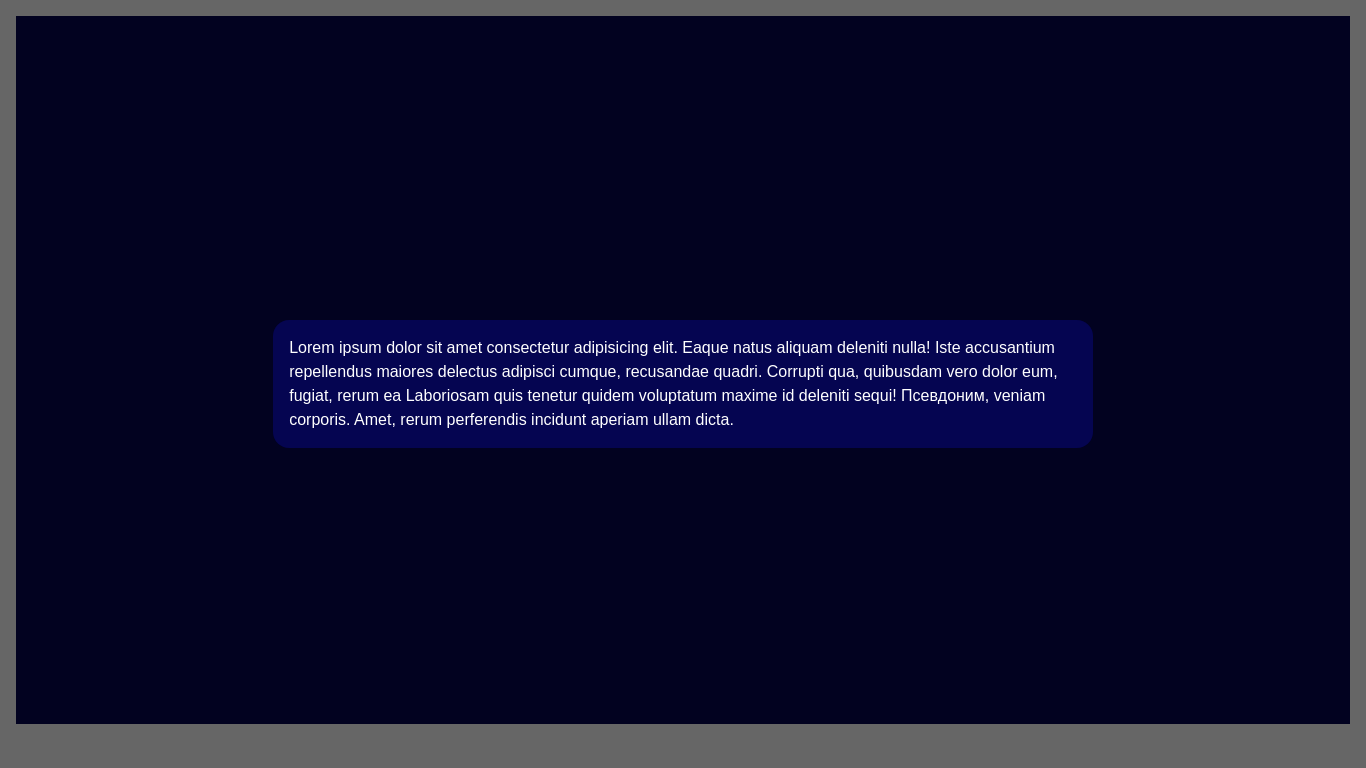 Lorem ipsum dolor sit amet consectetur adipisicing elit. Eaque natus aliquam deleniti nulla! Iste accusantium
repellendus maiores delectus adipisci cumque, recusandae quadri. Corrupti qua, quibusdam vero dolor eum,
fugiat, rerum ea Laboriosam quis tenetur quidem voluptatum maxime id deleniti sequi! Псевдоним, veniam
corporis. Amet, rerum perferendis incidunt aperiam ullam dicta.